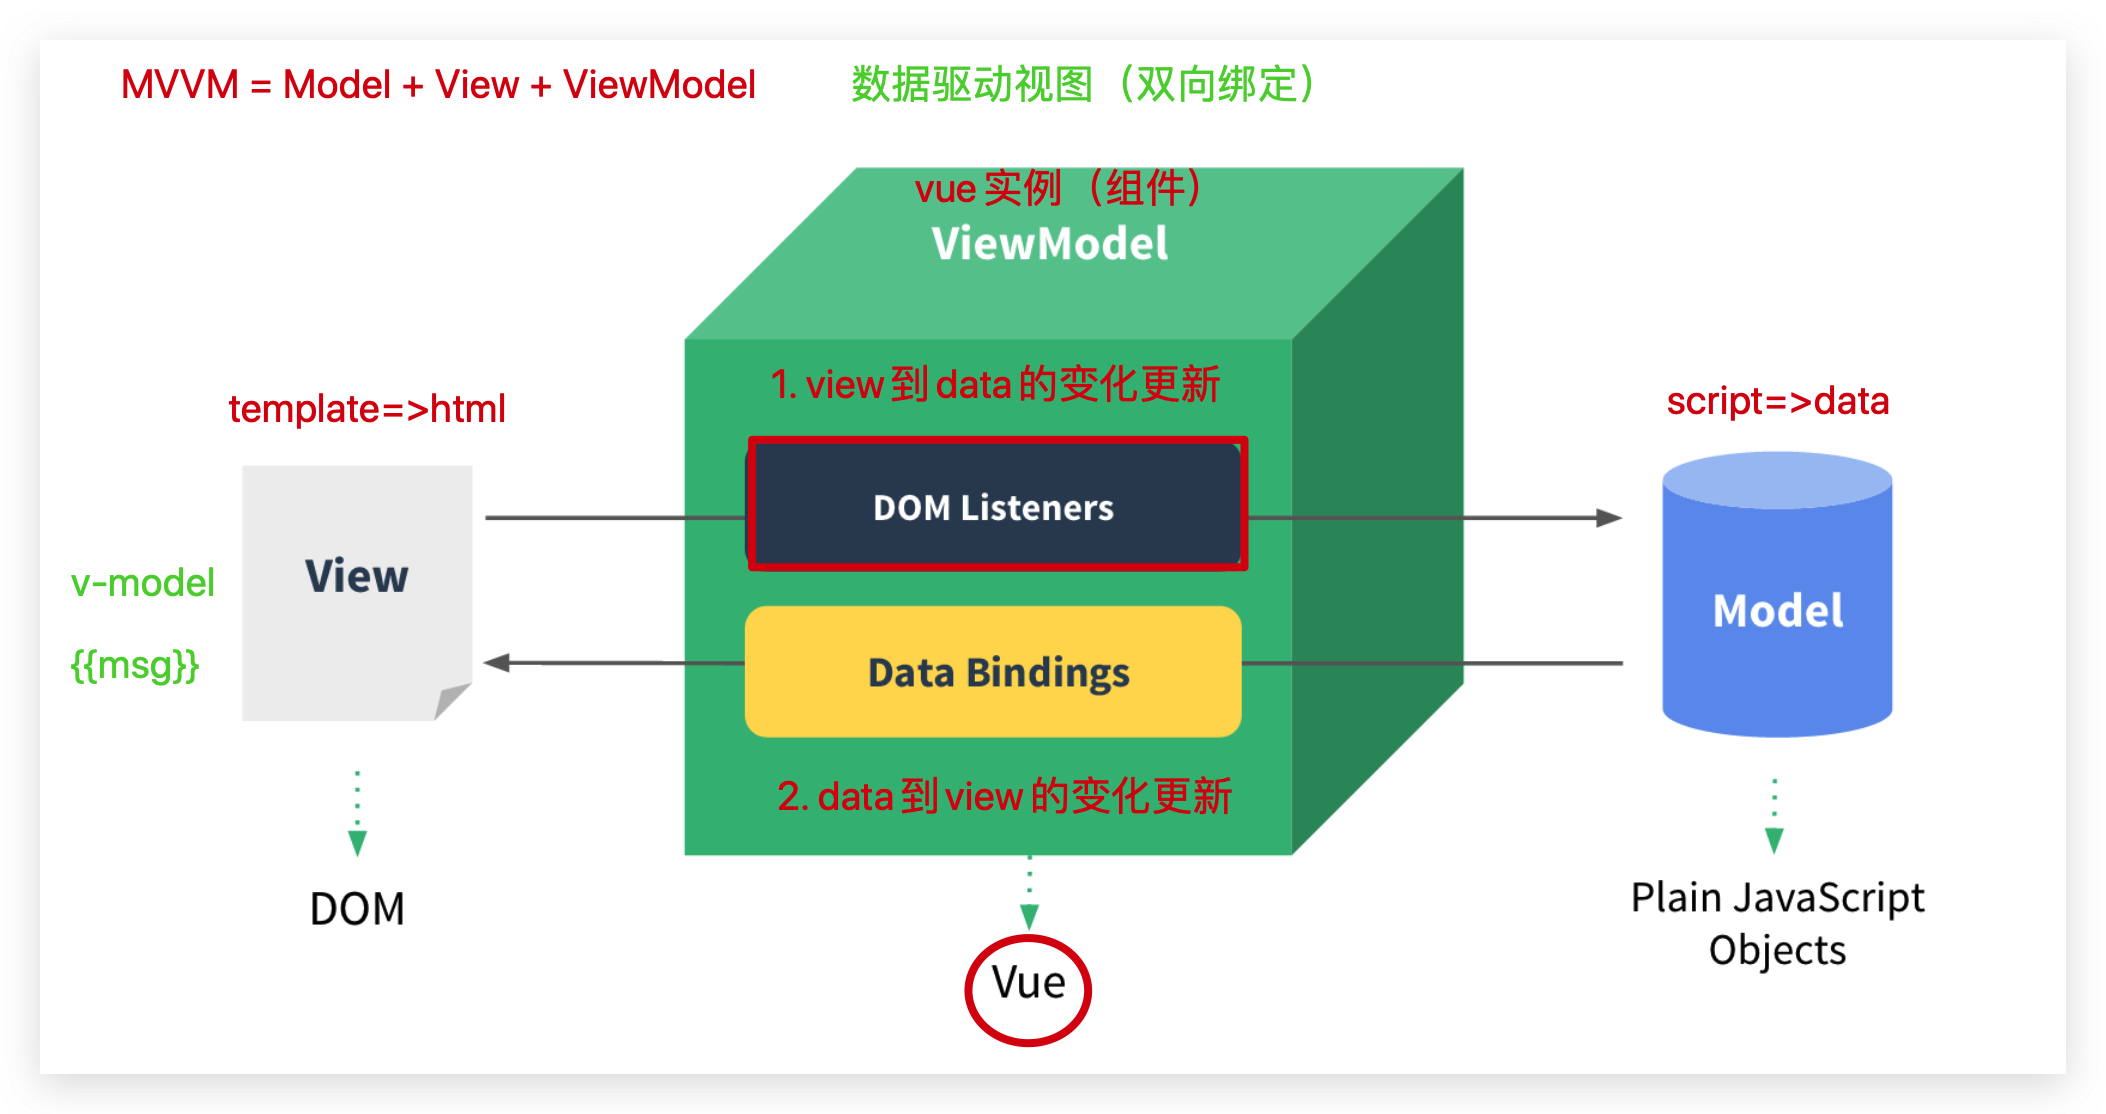 MVVM = Model + View + ViewModel
数据驱动视图（双向绑定）
vue 实例（组件）
ViewModel
1. view 到 data 的变化更新
template=>html
script=>data
DOM Listeners
View
v-model
Model
{{msg}}
Data Bindings
2. data 到 view 的变化更新
DOM
Plain JavaScript
Objects
Vue